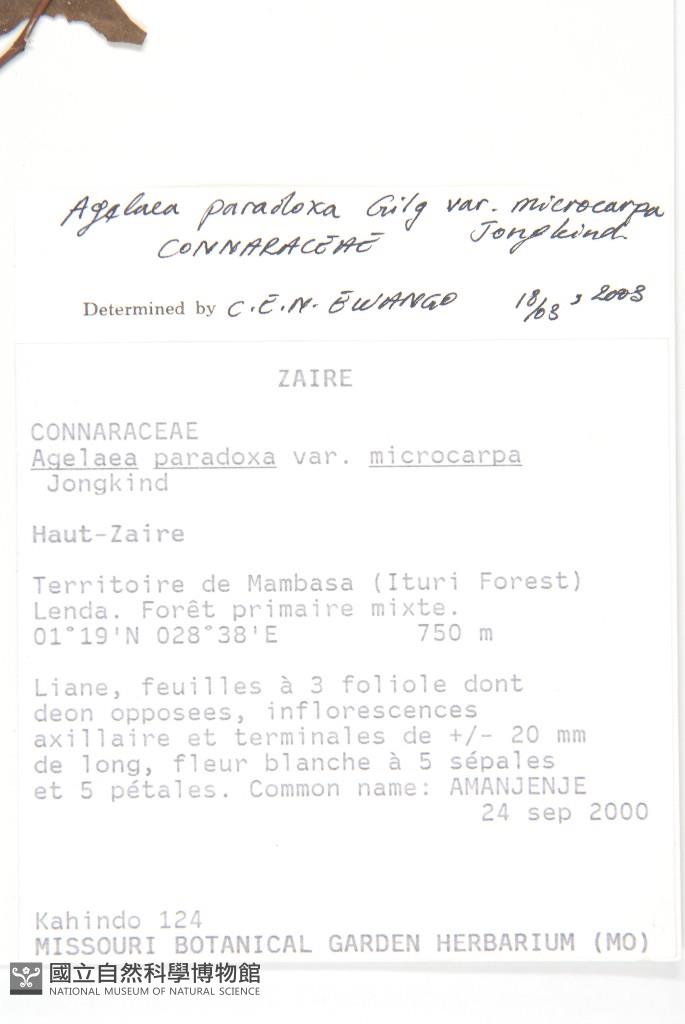 Agelaea paradoxa Gilg var. microcarpa
CONNARACEAE Jongkind
Determined by C.E.N. EWANGO 18/03, 2003
ZAIRE
CONNARACEAE
Agelaea paradoxa var. microcarpa
Jongkind
Haut-Zaire
Territoire de Mambasa (Ituri Forest)
Lenda. Forêt primaire mixte.
01°19'N 028°38'E 750 m
Liane, feuilles à 3 foliole dont
deon opposees, inflorescences
axillaire et terminales de +/- 20 mm
de long, fleur blanche à 5 sépales
et 5 pétales. Common name: AMANJENJE
24 sep 2000
Kahindo 124
MISSOURI BOTANICAL GARDEN HERBARIUM (MO)
國立自然科學博物館
NATIONAL MUSEUM OF NATURAL SCIENCE